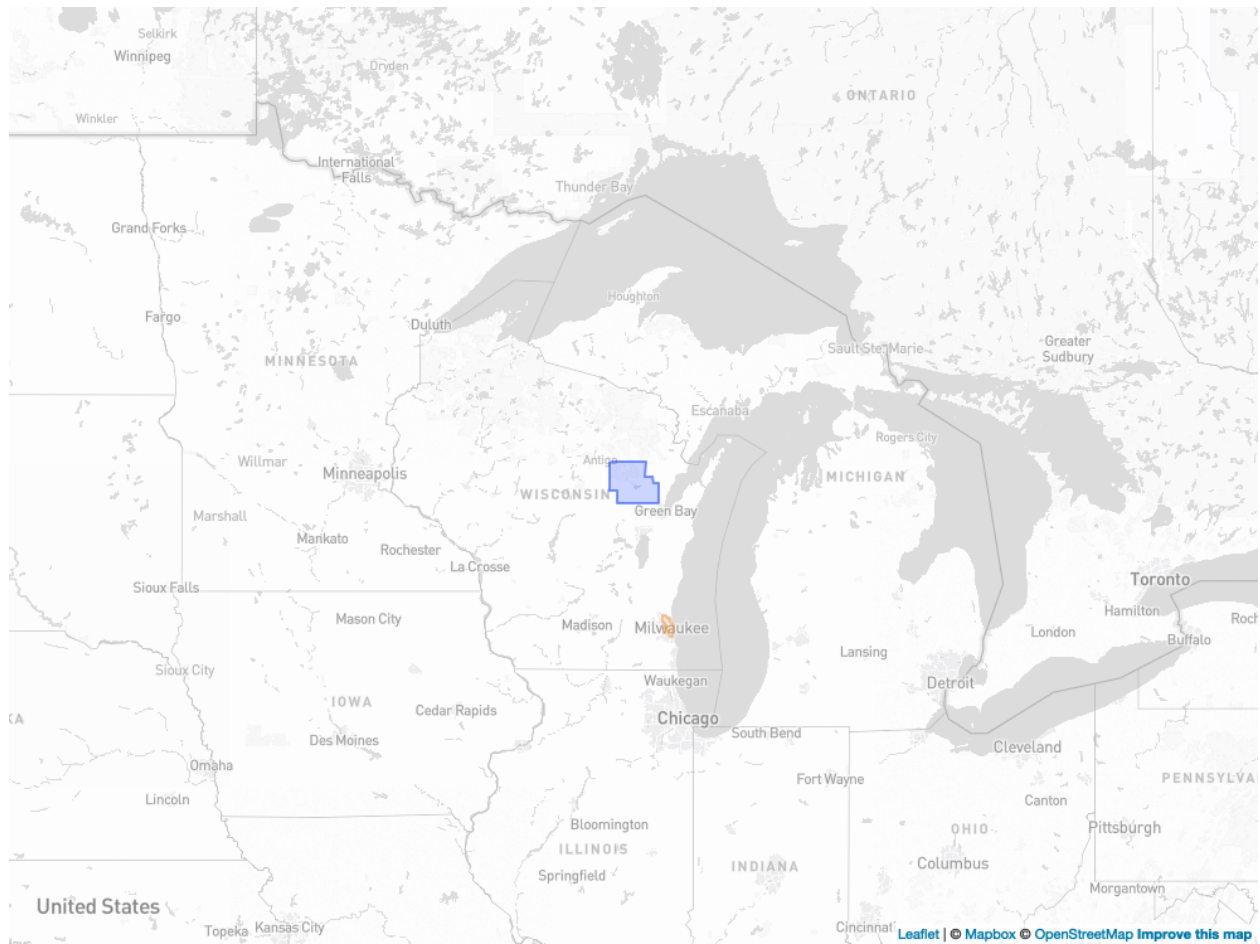 Selkirk
Winnipeg
Dryden
ONTARIO
Winkler
International
Falls
Thunder Bay
Grand Forks
Houghton
Fargo
Duluth
Sault Ste. Marie
Greater
Sudbury
MINNESOTA
Escanaba
Rogers City
Antigo
Willmar
Minneapolis
MICHIGAN
WISCONSIN
Green Bay
Marshall
Mankato
Rochester
La Crosse
Toronto
Sioux Falls
Hamilton
Roch
Mason City
Madison
Milwaukee
London
Buffalo
Lansing
Sioux City
Waukegan
Detroit
IOWA
Cedar Rapids
KA
Chicago
South Bend
Des Moines
Cleveland
Omaha
Fort Wayne
PENNSYLVA
Lincoln
Canton
Bloomington
OHIO
Pittsburgh
ILLINOIS
INDIANA
Columbus
Springfield
Morgantown
United States
Topeka
Kansas City
Cincinnat
Leaflet | © Mapbox © OpenStreetMap Improve this map